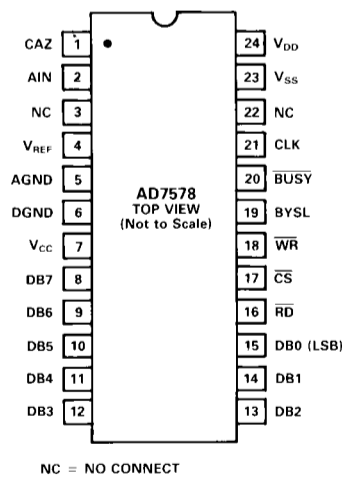 CAZ 1 24 VDD
AIN 2 23 VSS
NC 3 22 NC
VREF 4 21 CLK
AGND 5 20 BUSY
DGND 6 19 BYSL
VCC 7 18 WR
DB7 8 17 CS
DB6 9 16 RD
DB5 10 15 DB0 (LSB)
DB4 11 14 DB1
DB3 12 13 DB2
AD7578
TOP VIEW
(Not to Scale)
NC = NO CONNECT